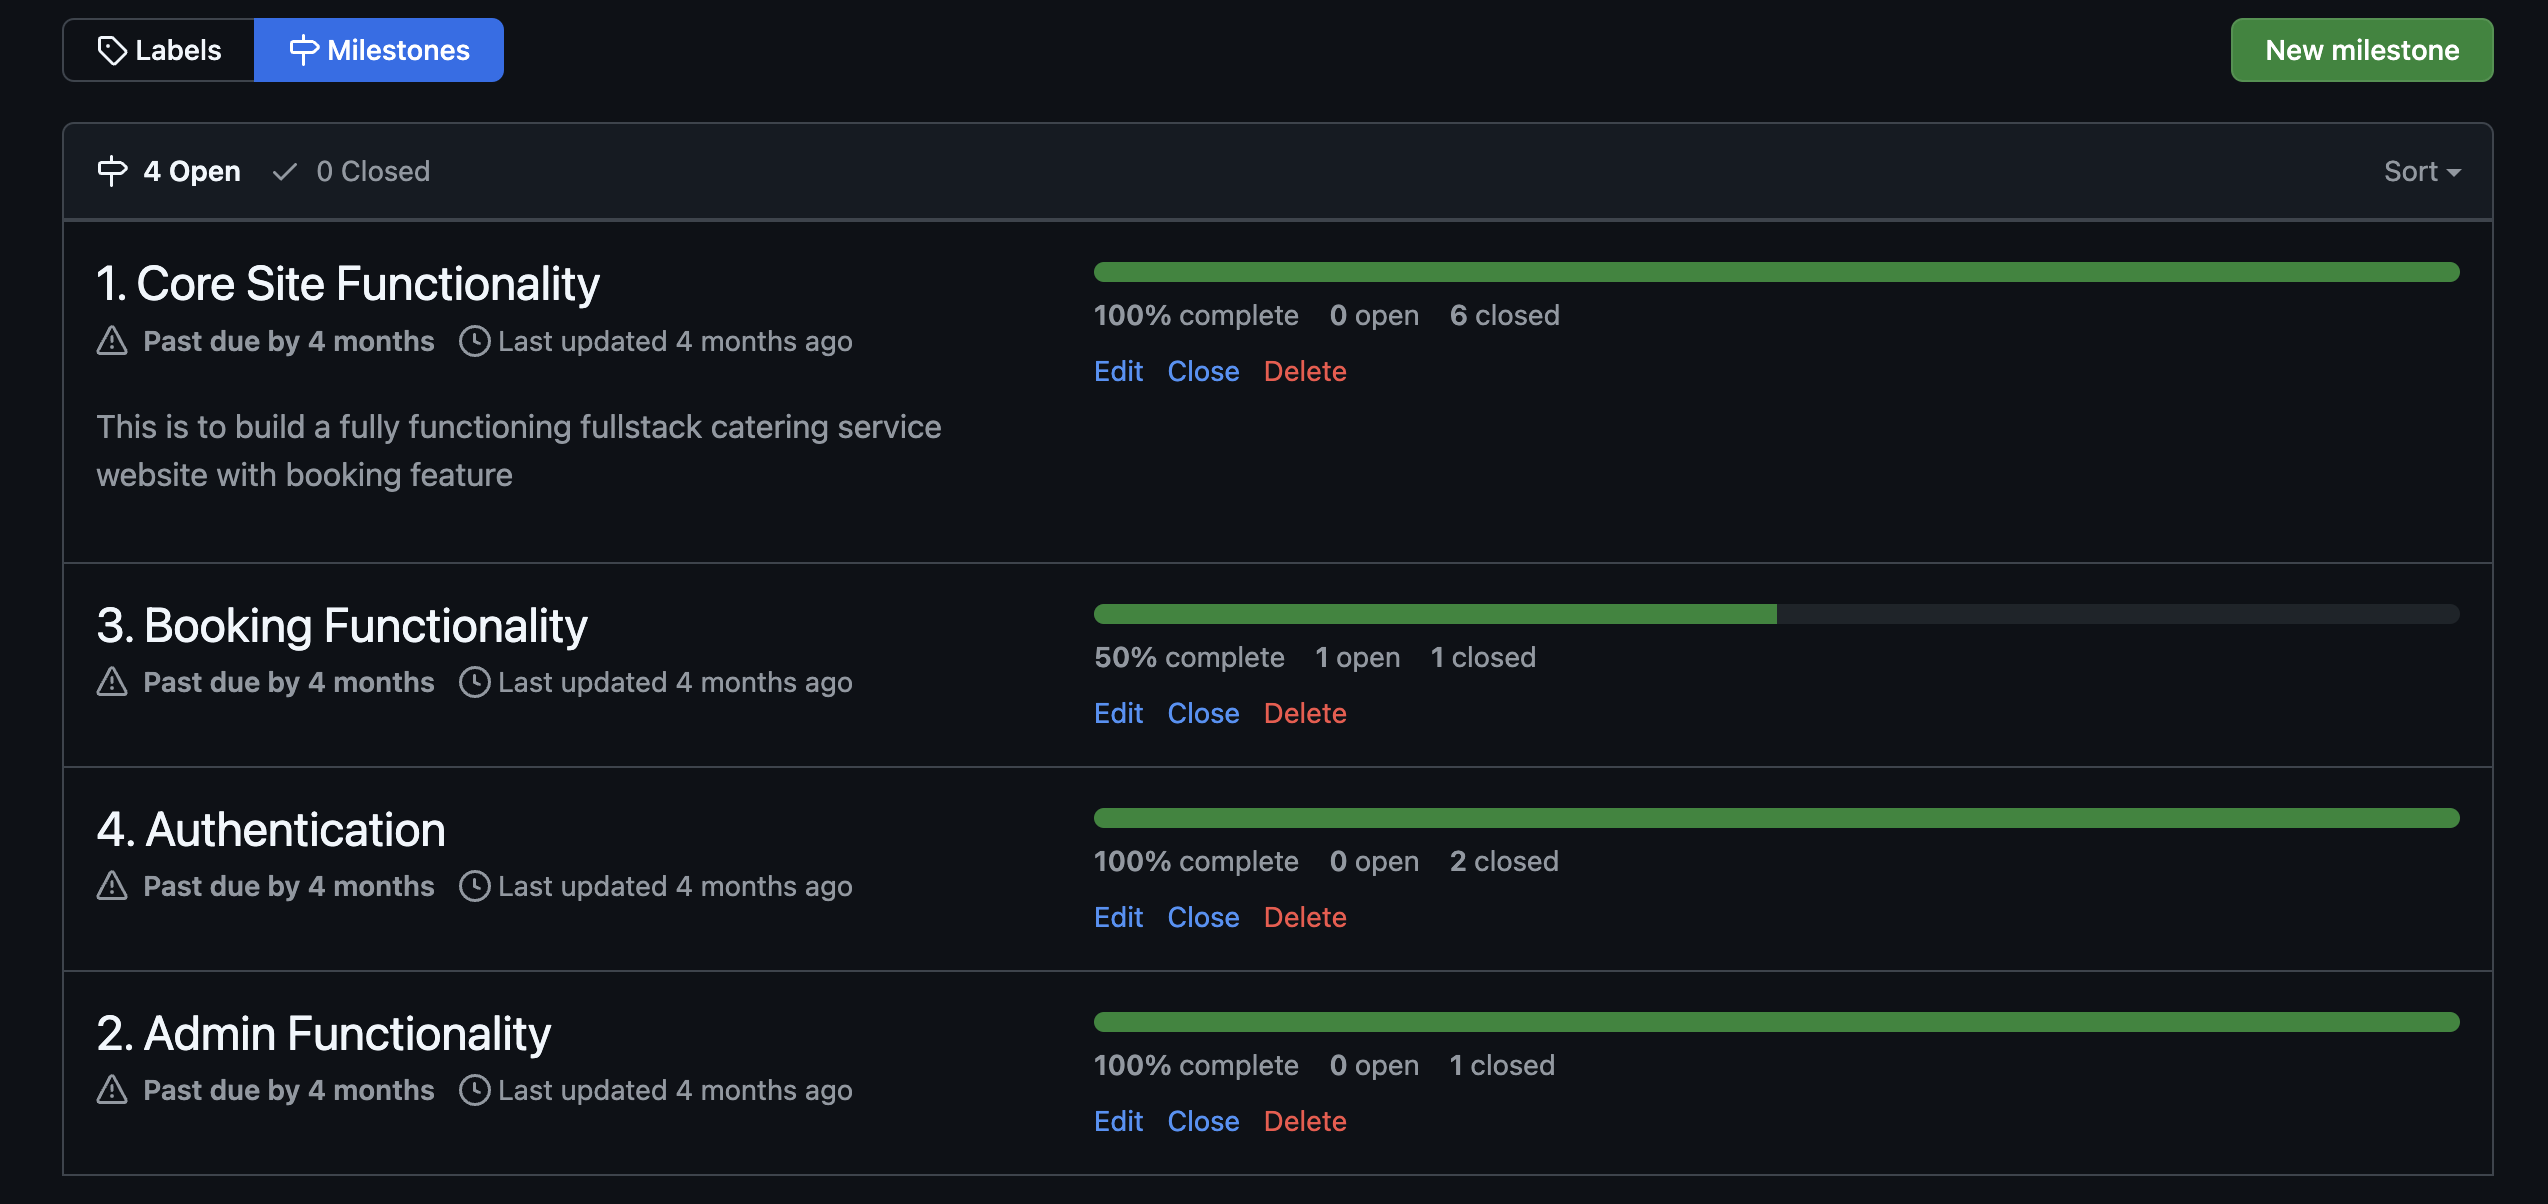 Labels Milestones New milestone
4 Open 0 Closed Sort
1. Core Site Functionality
Past due by 4 months Last updated 4 months ago
This is to build a fully functioning fullstack catering service
website with booking feature
100% complete 0 open 6 closed
Edit Close Delete
3. Booking Functionality
Past due by 4 months Last updated 4 months ago
50% complete 1 open 1 closed
Edit Close Delete
4. Authentication
Past due by 4 months Last updated 4 months ago
100% complete 0 open 2 closed
Edit Close Delete
2. Admin Functionality
Past due by 4 months Last updated 4 months ago
100% complete 0 open 1 closed
Edit Close Delete